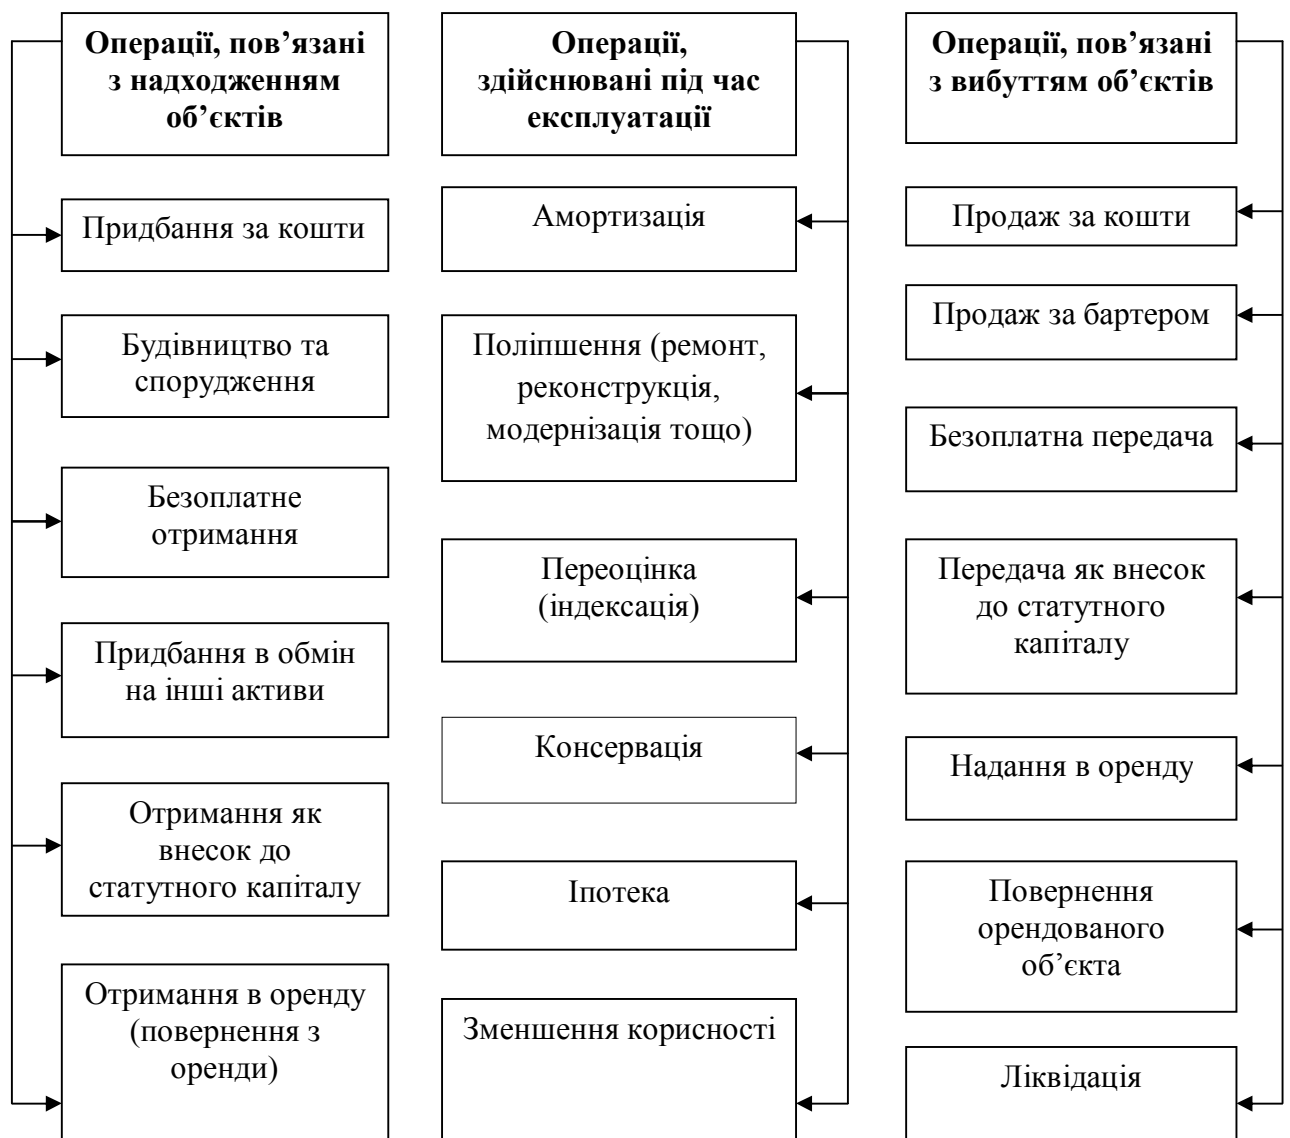 Операції, пов’язані
з надходженням
об’єктів
Придбання за кошти
Будівництво та
спорудження
Безоплатне
отримання
Придбання в обмін
на інші активи
Отримання як
внесок до
статутного капіталу
Отримання в оренду
(повернення з
оренди)
Операції,
здійснювані під час
експлуатації
Амортизація
Поліпшення (ремонт,
реконструкція,
модернізація тощо)
Переоцінка
(індексація)
Консервація
Іпотека
Зменшення корисності
Операції, пов’язані
з вибуттям об’єктів
Продаж за кошти
Продаж за бартером
Безоплатна передача
Передача як внесок
до статутного
капіталу
Надання в оренду
Повернення
орендованого
об’єкта
Ліквідація